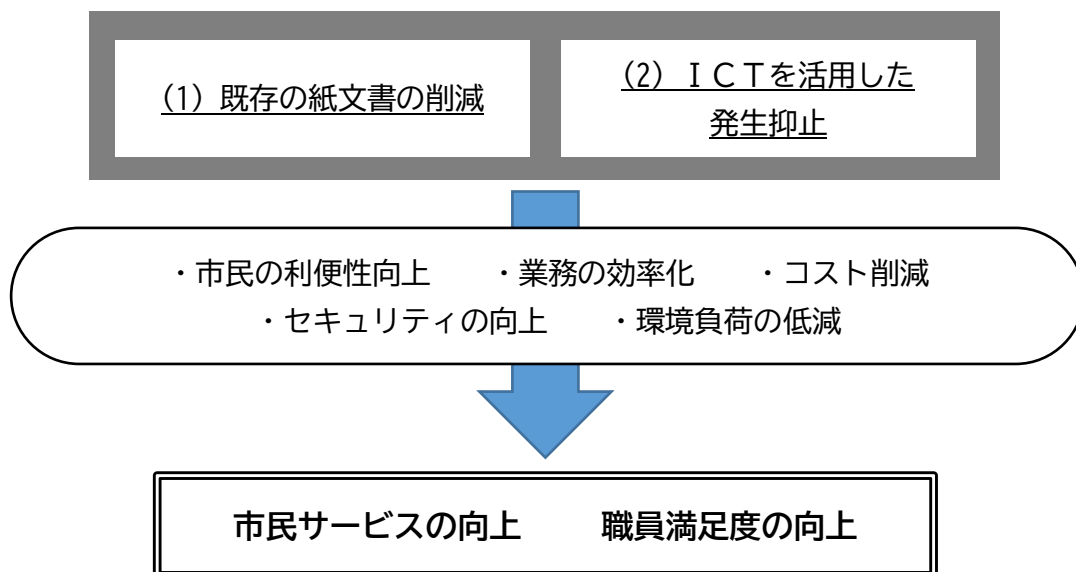 (1) 既存の紙文書の削減
(2) ＩＣＴを活用した
発生抑止
・市民の利便性向上　　・業務の効率化　　・コスト削減
・セキュリティの向上　　・環境負荷の低減
市民サービスの向上　　職員満足度の向上